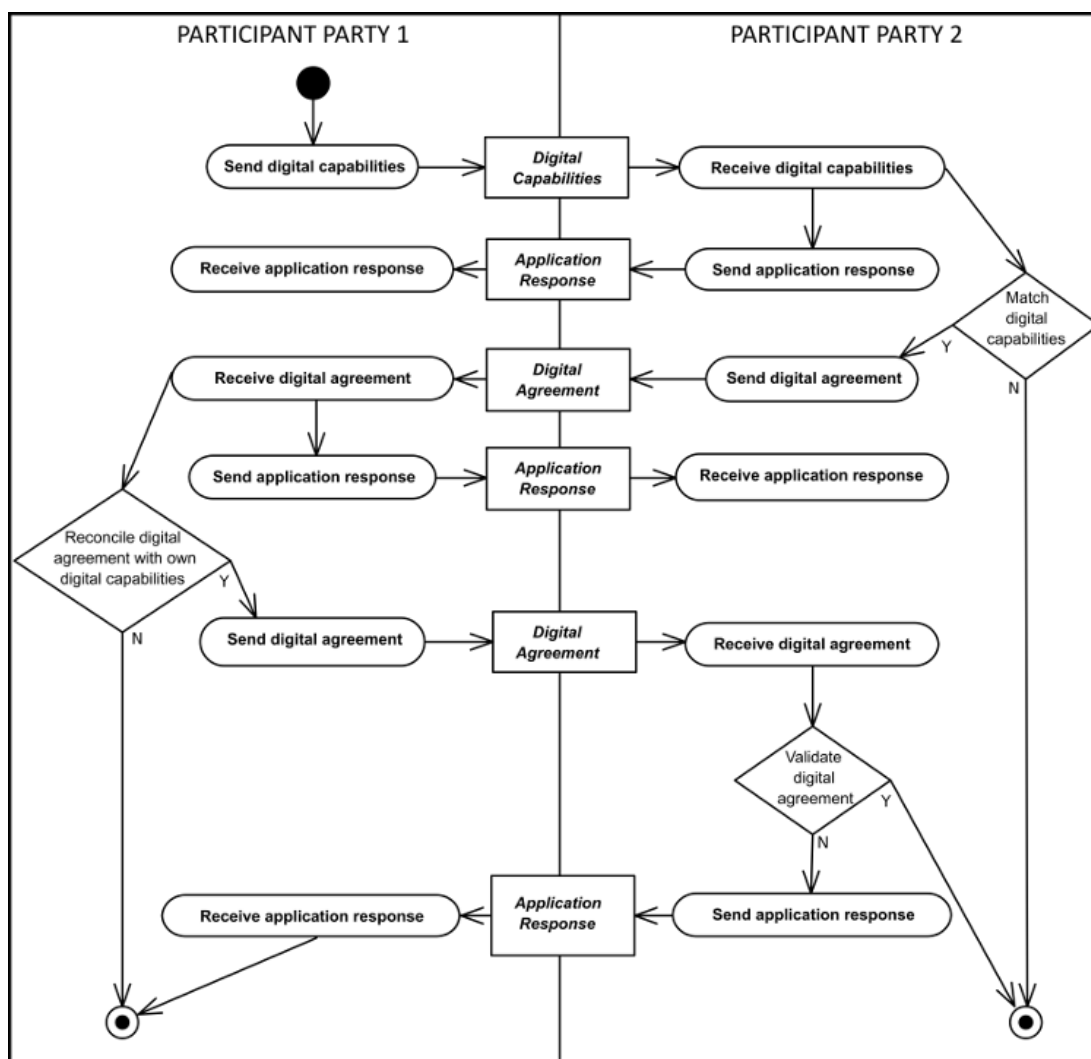 PARTICIPANT PARTY 1
PARTICIPANT PARTY 2
Send digital capabilities
Digital
Capabilities
Receive digital capabilities
Receive application response
Application
Response
Send application response
Match
digital
capabilities
Y
N
Receive digital agreement
Digital
Agreement
Send digital agreement
Send application response
Application
Response
Receive application response
Reconcile digital
agreement with own
digital capabilities
Y
N
Send digital agreement
Digital
Agreement
Receive digital agreement
Validate
digital
agreement
Y
N
Receive application response
Application
Response
Send application response